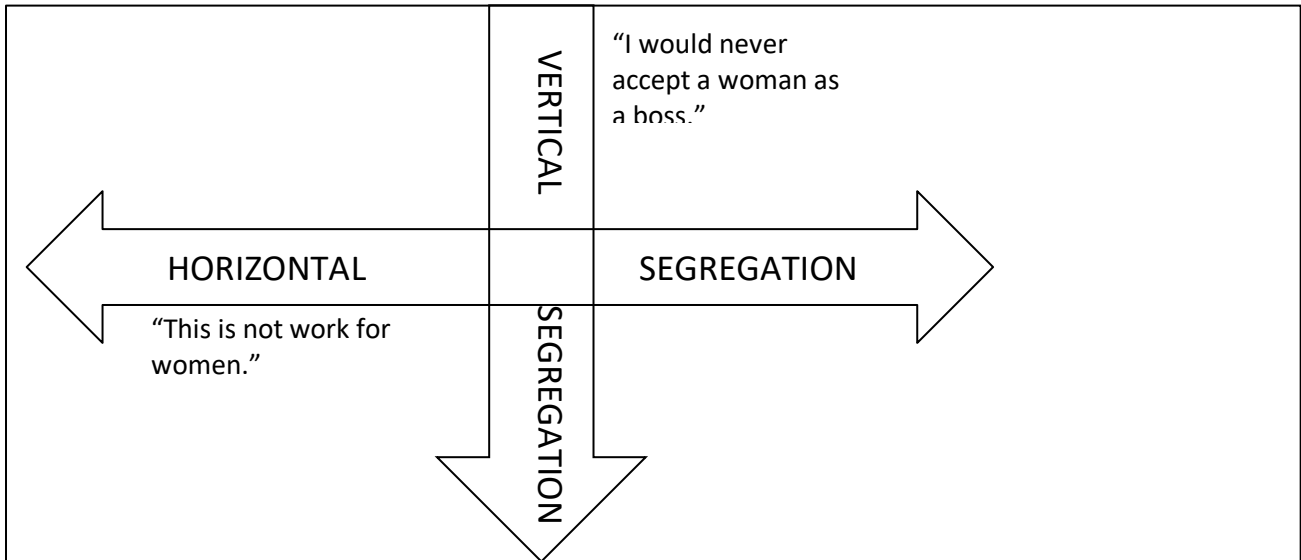 VERTICAL
“I would never
accept a woman as
a boss.”
HORIZONTAL
SEGREGATION
“This is not work for
women.”
SEGREGATION